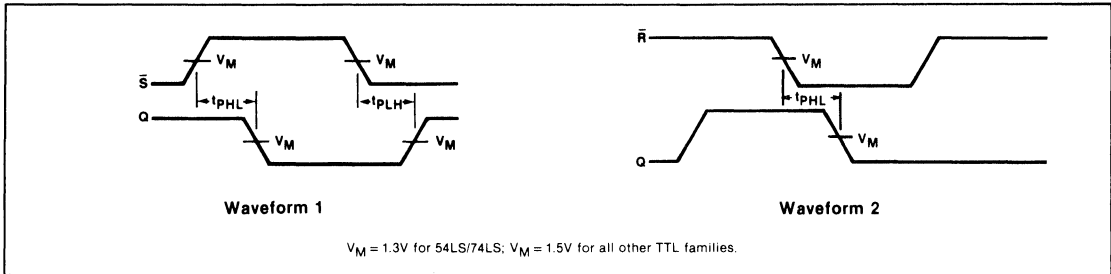 S̄
V_M
V_M
t_PHL
t_PLH
Q
V_M
V_M
Waveform 1
R̄
V_M
t_PHL
V_M
Q
Waveform 2
V_M = 1.3V for 54LS/74LS; V_M = 1.5V for all other TTL families.